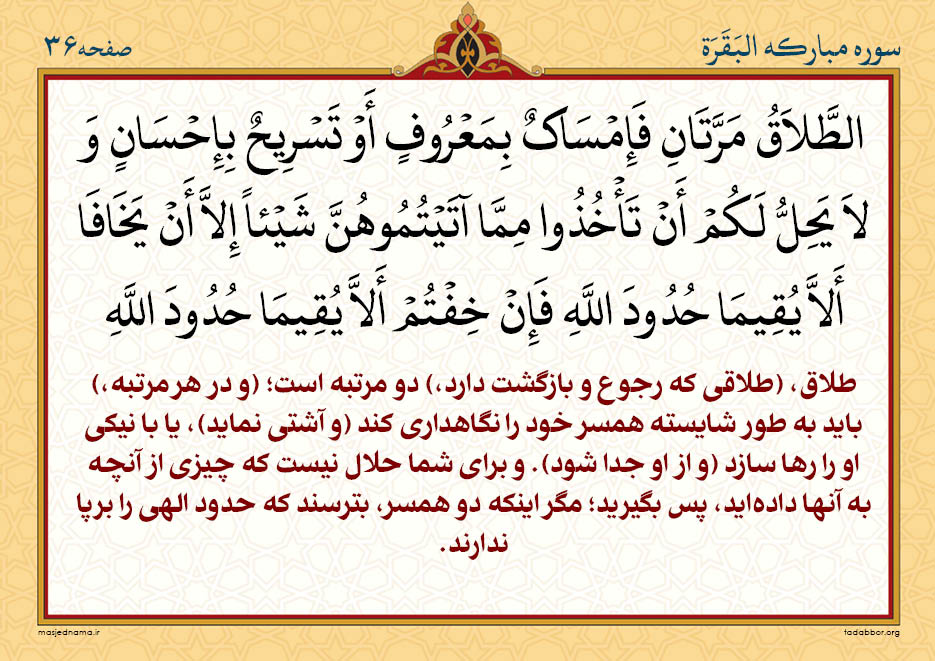 سوره مبارکه البَقَرَة
صفحه۳۶
الطَّلاَقُ مَرَّتَانِ فَإِمْسَاکٌ بِمَعْرُوفٍ أَوْ تَسْرِیحٌ بِإِحْسَانٍ وَ
لاَ یَحِلُّ لَکُمْ أَنْ تَأْخُذُوا مِمَّا آتَیْتُمُوهُنَّ شَیْئاً إِلاَّ أَنْ یَخَافَا
أَلاَّ یُقِیمَا حُدُودَ اللَّهِ فَإِنْ خِفْتُمْ أَلاَّ یُقِیمَا حُدُودَ اللَّهِ
طلاق، (طلاقی که رجوع و بازگشت دارد،) دو مرتبه است؛ (و در هر مرتبه،)
باید به طور شایسته همسر خود را نگاهداری کند (و آشتی نماید)، یا با نیکی
او را رها سازد (و از او جدا شود). و برای شما حلال نیست که چیزی از آنچه
به آنها داده‌اید، پس بگیرید؛ مگر اینکه دو همسر، بترسند که حدود الهی را برپا
ندارند.
masjednama.ir
tadabbor.org